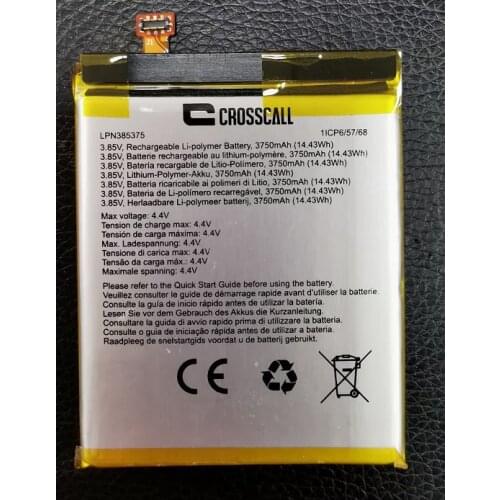 CROSSCALL
LPN385375 1ICP6/57/68
3.85V, Rechargeable Li-polymer Battery, 3750mAh (14.43Wh)
3.85V, Batterie rechargeable au lithium-polymère, 3750mAh (14.43Wh)
3.85V, Batería recargable de Litio-Polímero, 3750mAh (14.43Wh)
3.85V, Lithium-Polymer-Akku, 3750mAh (14.43Wh)
3.85V, Batteria ricaricabile ai polimeri di Litio, 3750mAh (14.43Wh)
3.85V, Bateria de Li-polímero recarregável, 3750mAh (14.43Wh)
3.85V, Herlaadbare Li-polymeer batterij, 3750mAh (14.43Wh)
Max voltage: 4.4V
Tension de charge max: 4.4V
Tensión de carga máxima: 4.4V
Max. Ladespannung: 4.4V
Tensione di carica max: 4.4V
Tensão da carga máx.: 4.4V
Maximale spanning: 4.4V
Please refer to the Quick Start Guide before using the battery.
Veuillez consulter le guide de démarrage rapide avant d'utiliser la batterie.
Consulte la guía de inicio rápido antes de utilizar la batería.
Lesen Sie vor dem Gebrauch des Akkus die Kurzanleitung.
Consultare la guida di avvio rapido prima di utilizzare la batteria.
Consulte o guia de iniciação rápida antes de utilizar a bateria.
Raadpleeg de snelstartgids voordat u de batterij gebruikt.
CE